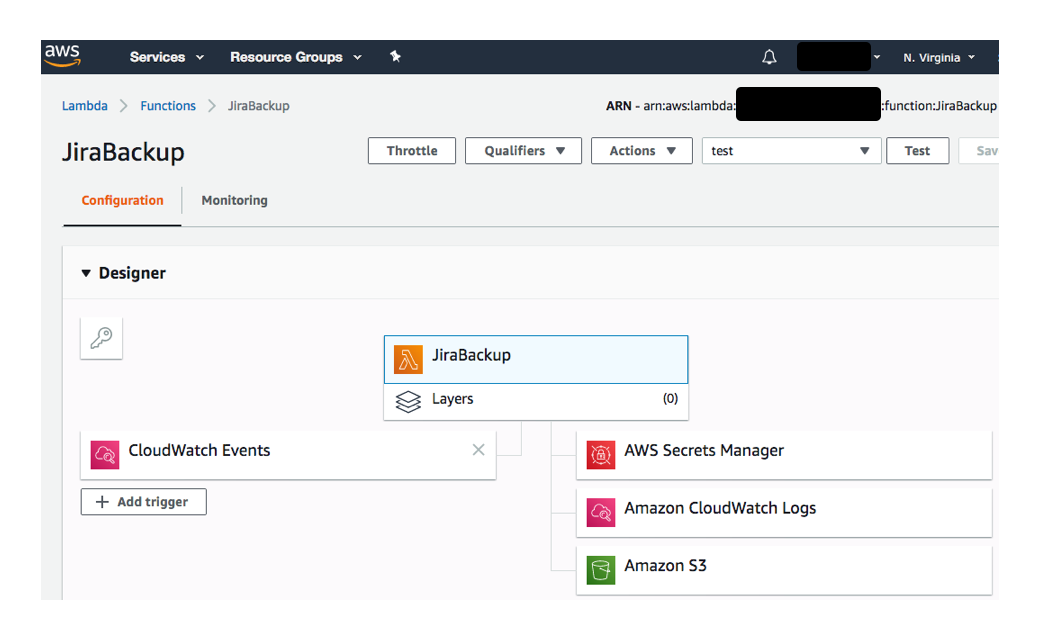 aws Services Resource Groups N. Virginia
Lambda Functions JiraBackup ARN - arn:aws:lambda: :function:JiraBackup
JiraBackup Throttle Qualifiers Actions test Test Sav
Configuration Monitoring
Designer
JiraBackup
Layers (0)
CloudWatch Events AWS Secrets Manager
Add trigger Amazon CloudWatch Logs
Amazon S3